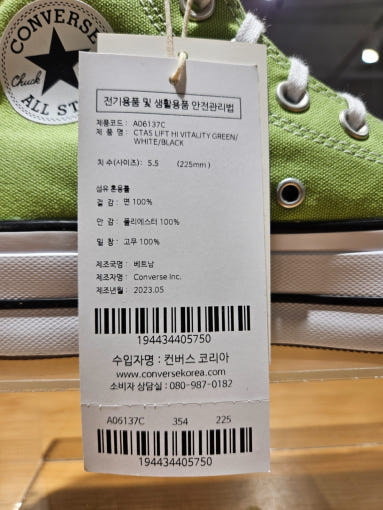 CONVERSE
Chuck
ALL ST
전기용품 및 생활용품 안전관리법
제품코드 : A06137C
제 품 명 : CTAS LIFT HI VITALITY GREEN/
WHITE/BLACK
치 수(사이즈) : 5.5 (225mm)
섬유 혼용률
겉 감 : 면 100%
안 감 : 폴리에스터 100%
밑 창 : 고무 100%
제조국명 : 베트남
제조자명 : Converse Inc.
제조년월 : 2023.05
194434405750
수입자명 : 컨버스 코리아
www.conversekorea.com
소비자 상담실 : 080-987-0182
A06137C 354 225
194434405750